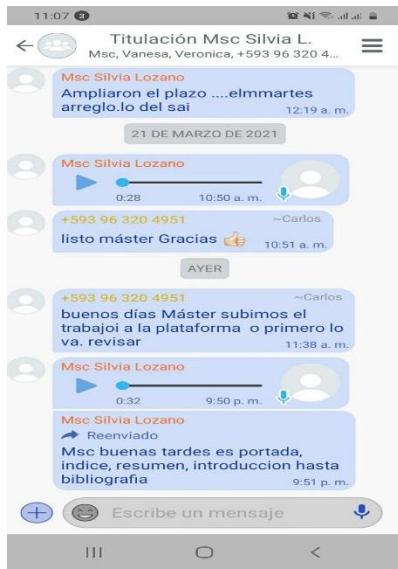 11:07
Titulación Msc Silvia L.
Msc, Vanesa, Veronica, +593 96 320 4...
Msc Silvia Lozano
Ampliaron el plazo ....elmmartes
arreglo.lo del sai
12:19 a. m.
21 DE MARZO DE 2021
Msc Silvia Lozano
0:28 10:50 a. m.
+593 96 320 4951 ~Carlos
listo máster Gracias 👍
10:51 a. m.
AYER
+593 96 320 4951 ~Carlos
buenos días Máster subimos el
trabajoi a la plataforma o primero lo
va. revisar
11:38 a. m.
Msc Silvia Lozano
0:32 9:50 p. m.
Msc Silvia Lozano
Reenviado
Msc buenas tardes es portada,
indice, resumen, introduccion hasta
bibliografia
9:51 p. m.
Escribe un mensaje